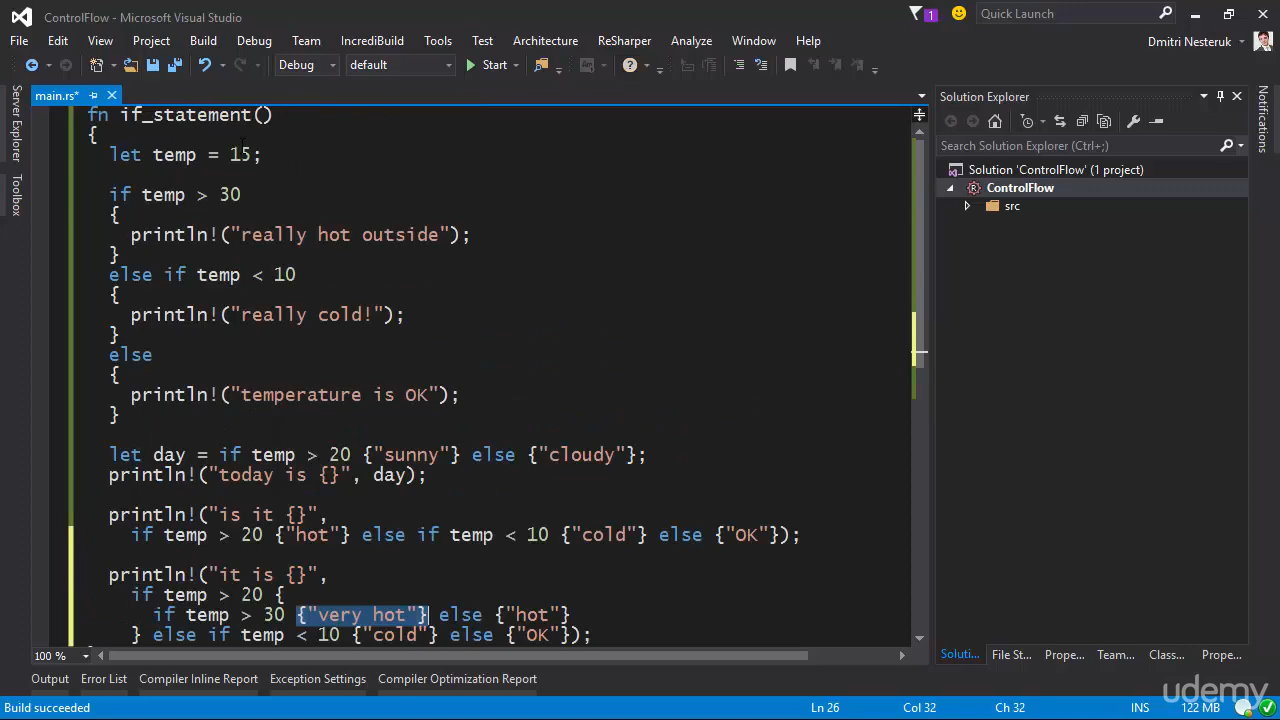 ControlFlow - Microsoft Visual Studio
1
Quick Launch
File Edit View Project Build Debug Team IncrediBuild Tools Test Architecture ReSharper Analyze Window Help
Dmitri Nesteruk
Debug default Start
main.rs*
Server Explorer
Toolbox
fn if_statement()
{
let temp = 15;
if temp > 30
{
println!("really hot outside");
}
else if temp < 10
{
println!("really cold!");
}
else
{
println!("temperature is OK");
}
let day = if temp > 20 {"sunny"} else {"cloudy"};
println!("today is {}", day);
println!("is it {}",
if temp > 20 {"hot"} else if temp < 10 {"cold"} else {"OK"});
println!("it is {}",
if temp > 20 {
if temp > 30 {"very hot"} else {"hot"}
} else if temp < 10 {"cold"} else {"OK"});
100 %
Solution Explorer
Search Solution Explorer (Ctrl+;)
Solution 'ControlFlow' (1 project)
ControlFlow
src
Notifications
Soluti... File St... Prope... Team... Class... Prope...
Output Error List Compiler Inline Report Exception Settings Compiler Optimization Report
Build succeeded Ln 26 Col 32 Ch 32 INS 122 MB
udemy